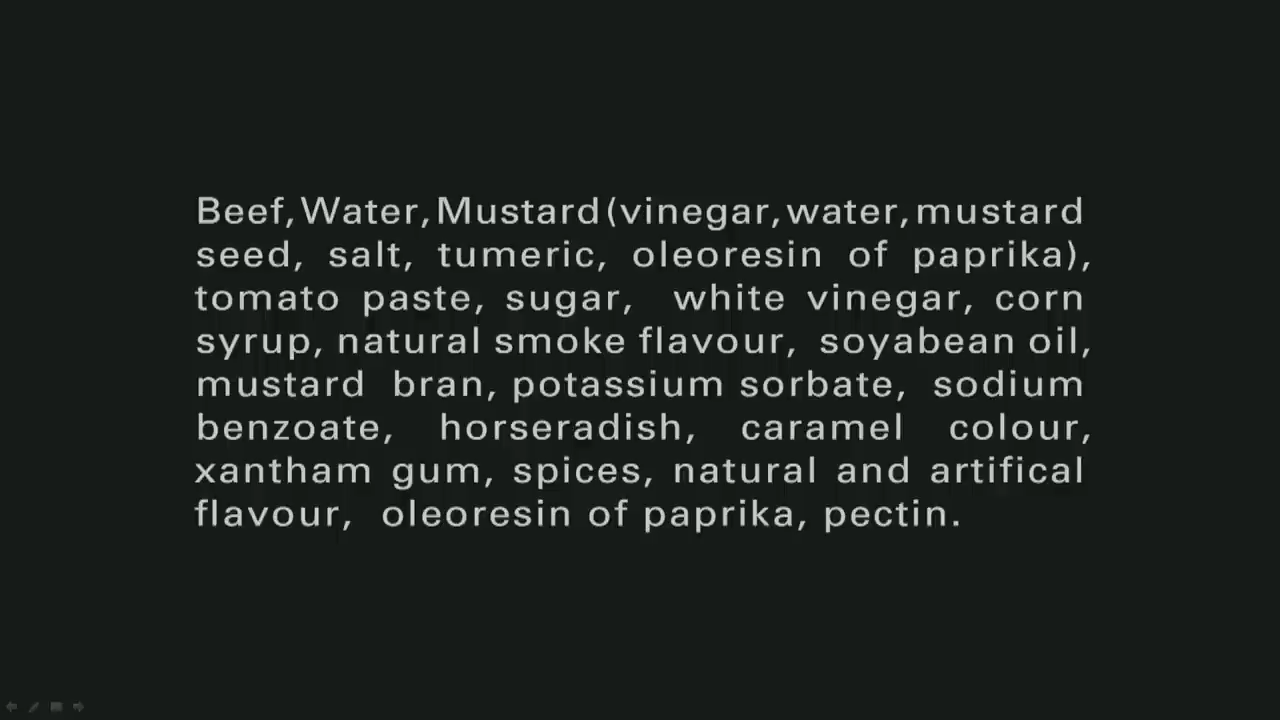 Beef, Water, Mustard (vinegar, water, mustard
seed, salt, tumeric, oleoresin of paprika),
tomato paste, sugar, white vinegar, corn
syrup, natural smoke flavour, soyabean oil,
mustard bran, potassium sorbate, sodium
benzoate, horseradish, caramel colour,
xantham gum, spices, natural and artifical
flavour, oleoresin of paprika, pectin.